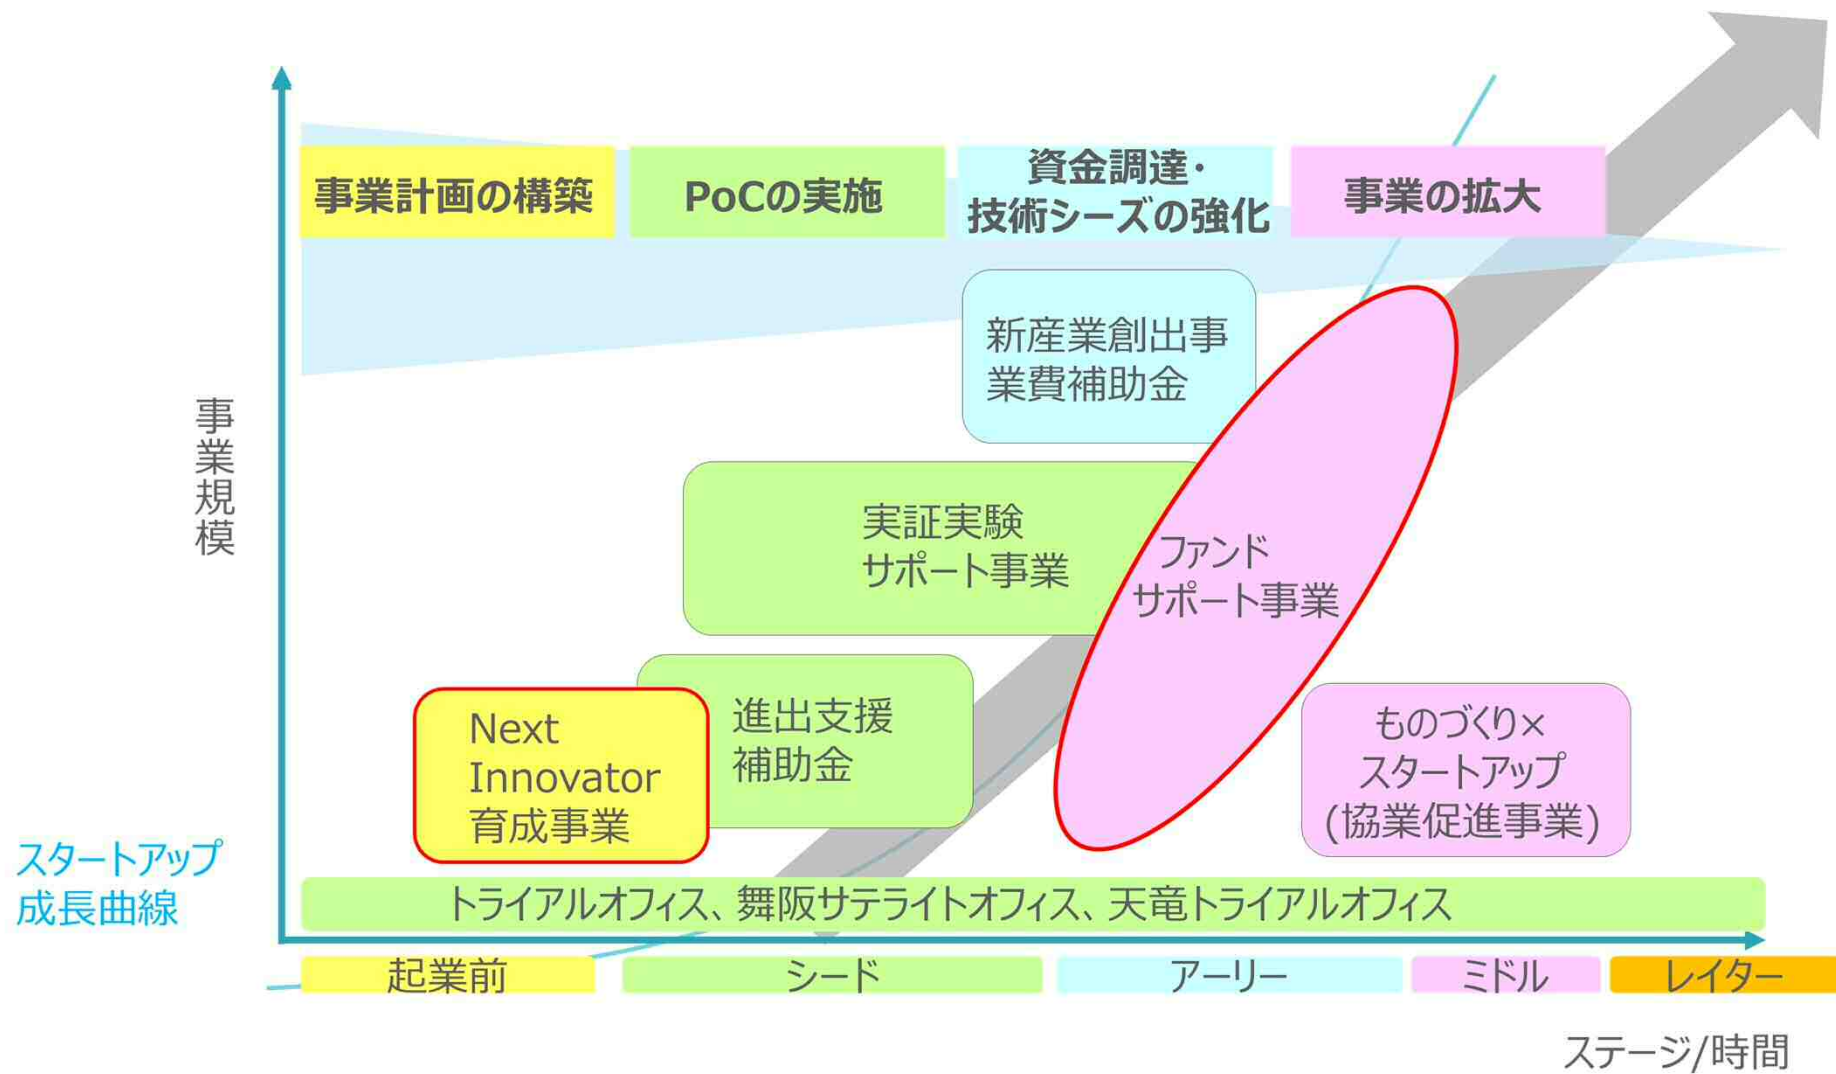 事業計画の構築
PoCの実施
資金調達・
技術シーズの強化
事業の拡大
新産業創出事
業費補助金
事業規模
実証実験
サポート事業
ファンド
サポート事業
進出支援
補助金
Next
Innovator
育成事業
ものづくり×
スタートアップ
(協業促進事業)
スタートアップ
成長曲線
トライアルオフィス、舞阪サテライトオフィス、天竜トライアルオフィス
起業前
シード
アーリー
ミドル
レイター
ステージ/時間